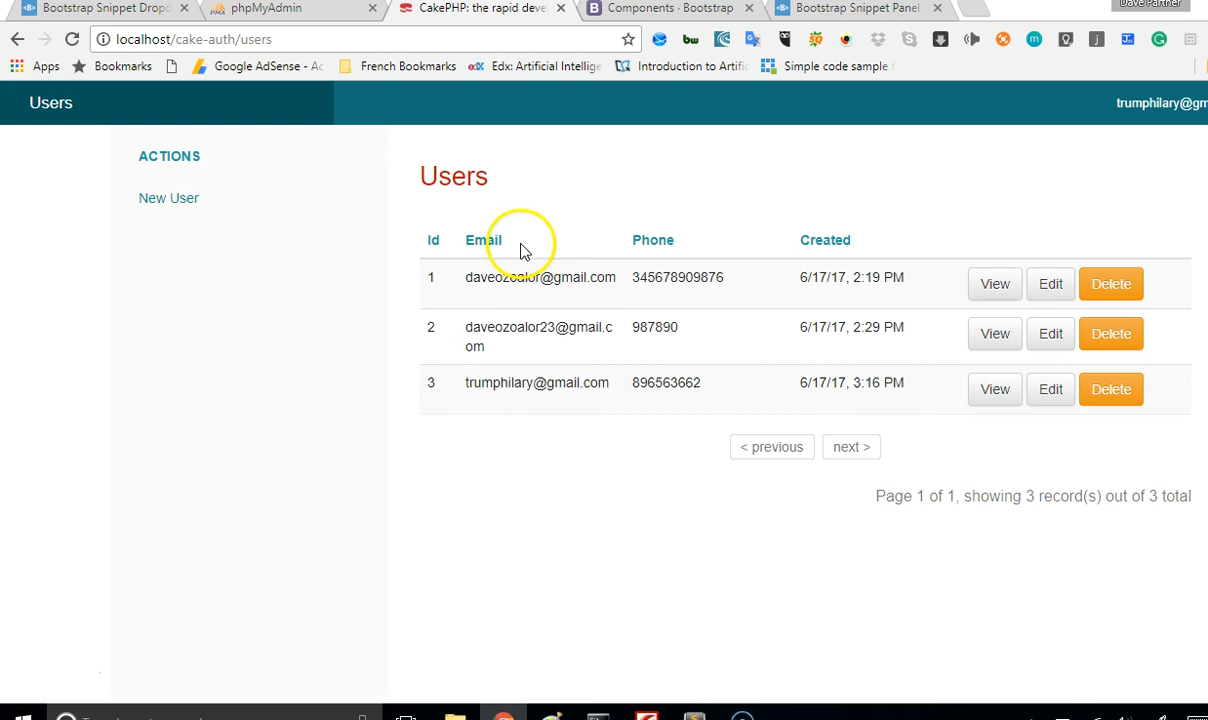 Bootstrap Snippet Dropd
phpMyAdmin
CakePHP: the rapid deve
Components · Bootstrap
Bootstrap Snippet Panel
Dave Partner
localhost/cake-auth/users
Apps
Bookmarks
Google AdSense - Ac
French Bookmarks
edX
Edx: Artificial Intellige
Introduction to Artific
Simple code sample
Users
trumphilary@gm
ACTIONS
New User
Users
Id Email Phone Created
1 daveozoalor@gmail.com 345678909876 6/17/17, 2:19 PM View Edit Delete
2 daveozoalor23@gmail.c 987890 6/17/17, 2:29 PM View Edit Delete
om
3 trumphilary@gmail.com 896563662 6/17/17, 3:16 PM View Edit Delete
< previous next >
Page 1 of 1, showing 3 record(s) out of 3 total